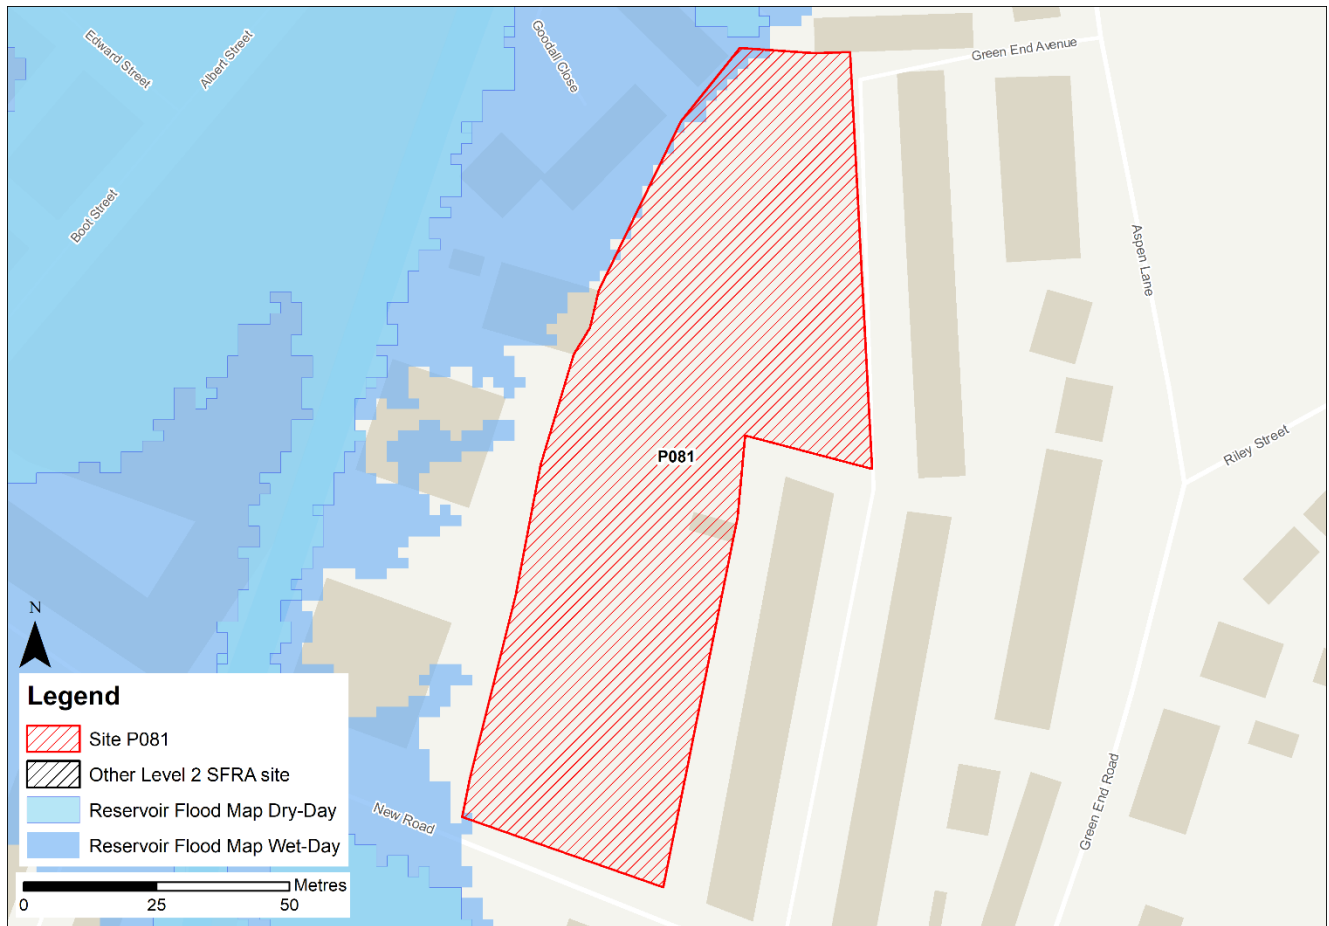 Edward Street
Albert Street
Goodall Close
Green End Avenue
Boot Street
Aspen Lane
Riley Street
P081
N
New Road
Green End Road
Legend
Site P081
Other Level 2 SFRA site
Reservoir Flood Map Dry-Day
Reservoir Flood Map Wet-Day
Metres
0 25 50